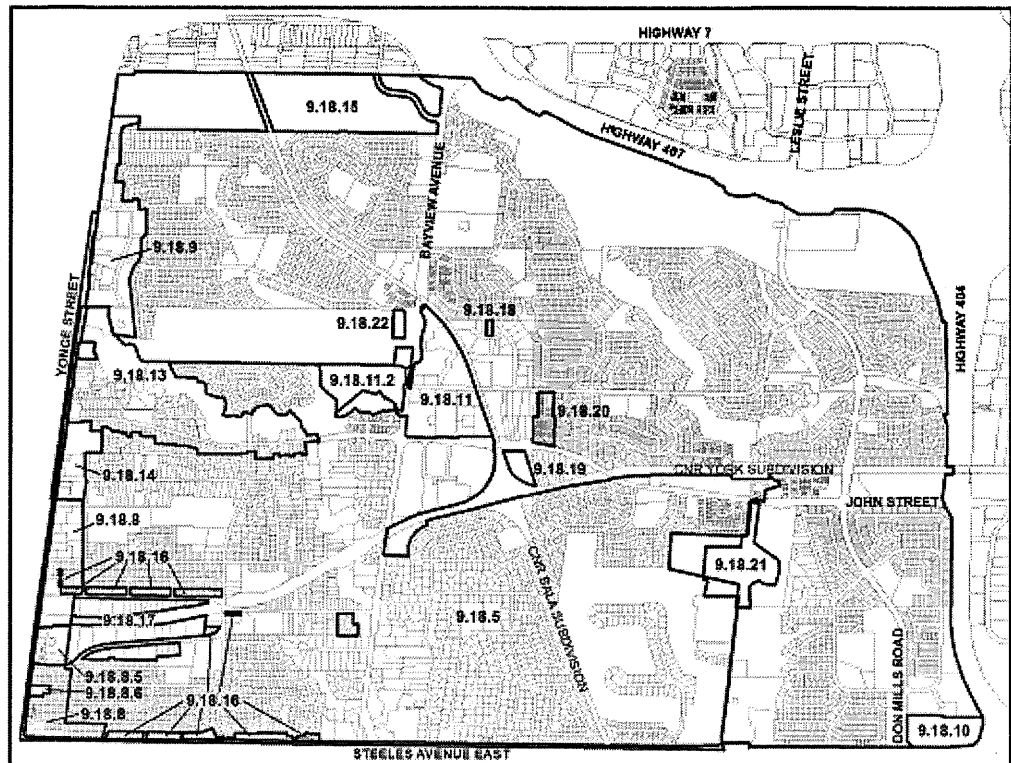 HIGHWAY 7
LESLIE STREET
HIGHWAY 407
9.18.15
BAYVIEW AVENUE
9.18.9
YONGE STREET
HIGHWAY 404
9.18.22
9.18.18
9.18.13
9.18.11.2
9.18.11
9.18.20
9.18.14
9.18.19
CNR YORK SUBDIVISION
JOHN STREET
9.18.8
9.18.16
9.18.21
CNR BALA SUBDIVISION
9.18.17
9.18.5
9.18.8.5
9.18.8.6
9.18.16
9.18.8
DON MILLS ROAD
9.18.10
STEELES AVENUE EAST